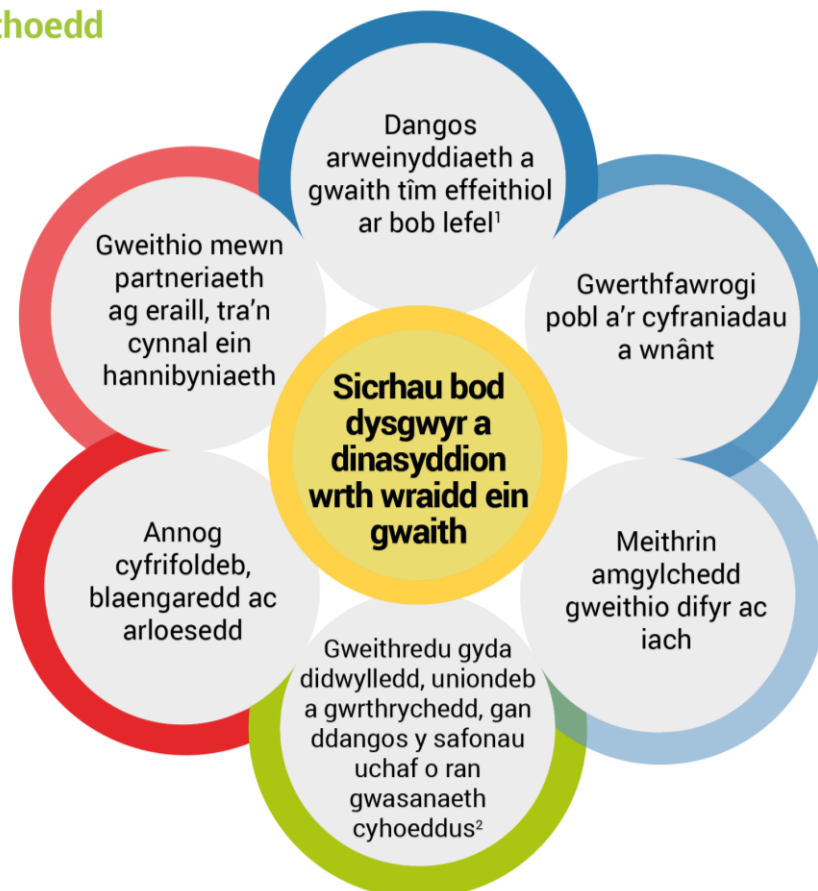 Dangos
arweinyddiaeth a
gwaith tîm effeithiol
ar bob lefel¹
Gwerthfawrogi
pobl a'r cyfraniadau
a wnânt
Meithrin
amgylchedd
gweithio difyr ac
iach
Gweithredu gyda
didwylledd, uniondeb
a gwrthrychedd, gan
ddangos y safonau
uchaf o ran
gwasanaeth
cyhoeddus²
Annog
cyfrifoldeb,
blaengaredd ac
arloesedd
Gweithio mewn
partneriaeth
ag eraill, tra'n
cynnal ein
hannibyniaeth
Sicrhau bod
dysgwyr a
dinasyddion
wrth wraidd ein
gwaith